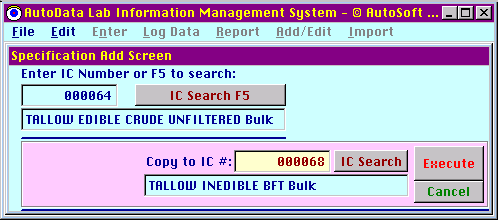 AutoData Lab Information Management System - © AutoSoft ...
File Edit Enter Log Data Report Add/Edit Import
Specification Add Screen
Enter IC Number or F5 to search:
000064 IC Search F5
TALLOW EDIBLE CRUDE UNFILTERED Bulk
Copy to IC #: 000068 IC Search Execute
TALLOW INEDIBLE BFT Bulk Cancel